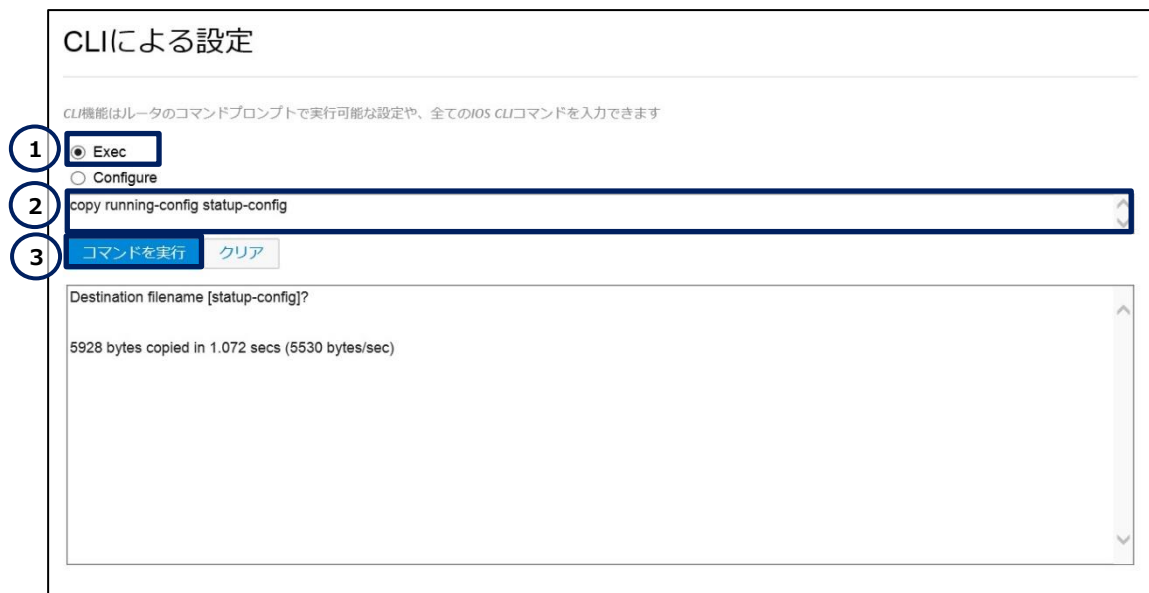 CLIによる設定
CLI機能はルータのコマンドプロンプトで実行可能な設定や、全てのIOS CLIコマンドを入力できます
1 Exec
Configure
2 copy running-config statup-config
3 コマンドを実行 クリア
Destination filename [statup-config]?
5928 bytes copied in 1.072 secs (5530 bytes/sec)